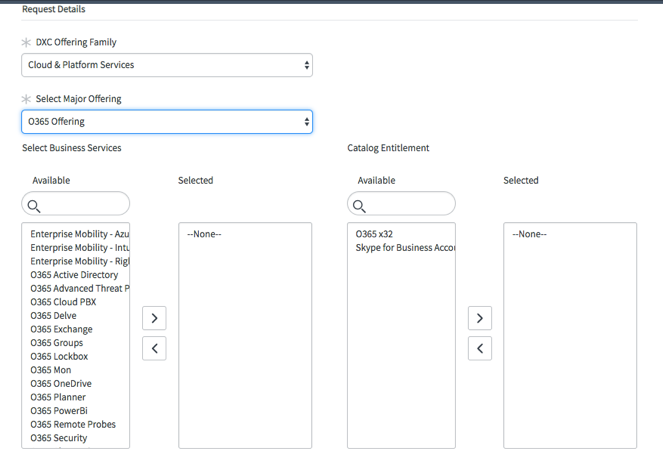 Request Details
DXC Offering Family
Cloud & Platform Services
Select Major Offering
O365 Offering
Select Business Services
Catalog Entitlement
Available
Selected
Available
Selected
Enterprise Mobility - Azu
Enterprise Mobility - Intu
Enterprise Mobility - Rig
O365 Active Directory
O365 Advanced Threat P
O365 Cloud PBX
O365 Delve
O365 Exchange
O365 Groups
O365 Lockbox
O365 Mon
O365 OneDrive
O365 Planner
O365 PowerBi
O365 Remote Probes
O365 Security
--None--
O365 x32
Skype for Business Accou
--None--